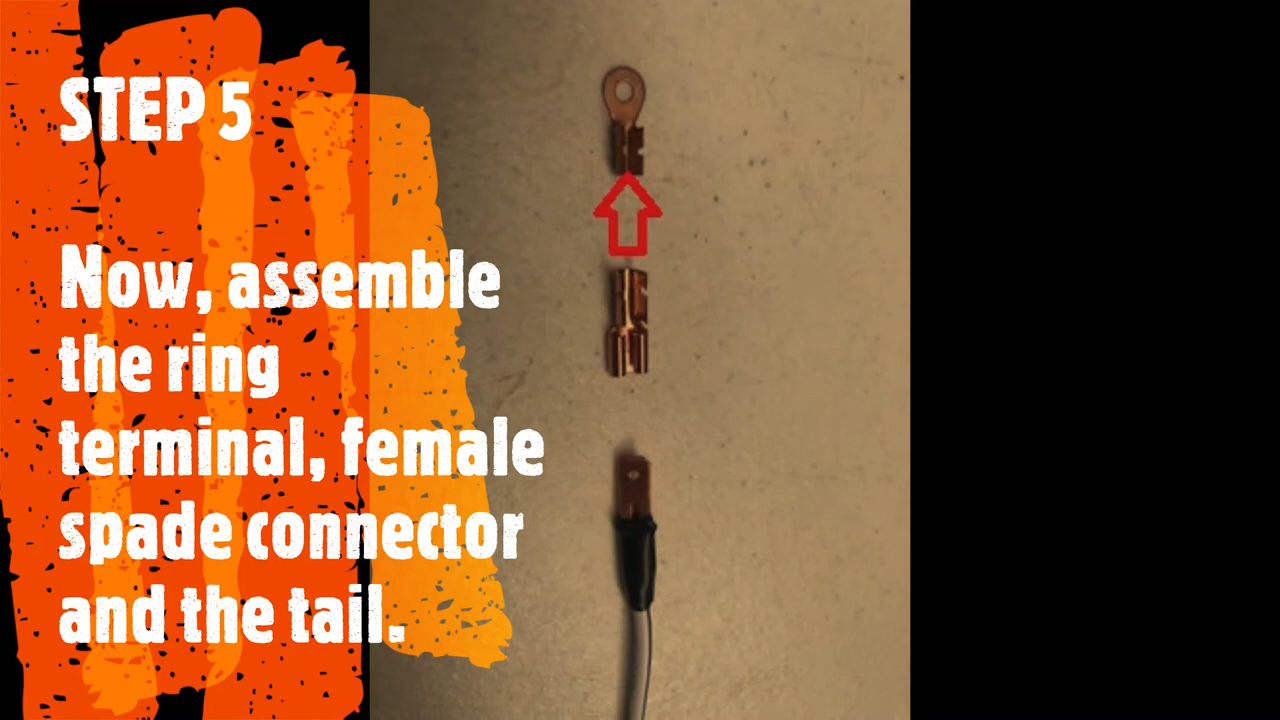 STEP 5
Now, assemble
the ring
terminal, female
spade connector
and the tail.